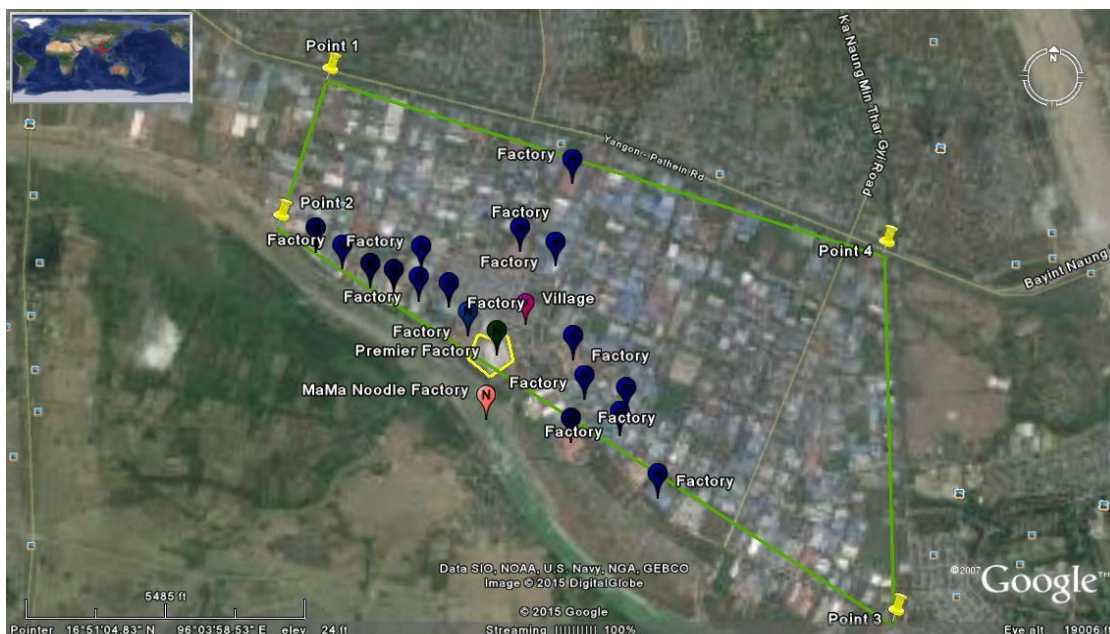 Point 1
N
Ka Naung Min Thar Gyi Road
Yangon - Pathein Rd
Factory
Point 2
Factory
Factory
Factory
Factory
Point 4
Bayint Naung
Factory
Factory
Village
Factory
Premier Factory
Factory
MaMa Noodle Factory
N
Factory
Factory
Factory
Factory
Data SIO, NOAA, U.S. Navy, NGA, GEBCO
Image © 2015 DigitalGlobe
© 2007 Google™
5485 ft
© 2015 Google
Point 3
Pointer 16°51'04.83" N 96°03'58.53" E elev 24 ft
Streaming |||||||||| 100%
Eye alt 19006 ft